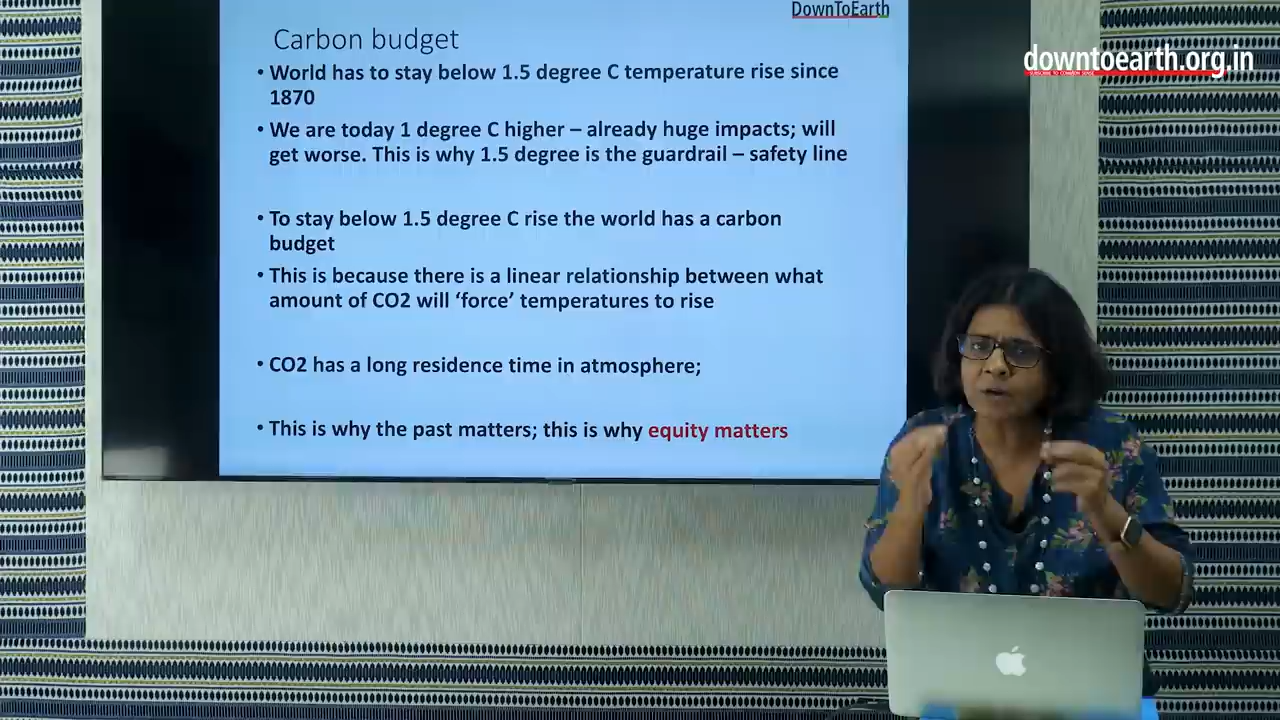 DownToEarth
downtoearth.org.in
SUBSCRIBE TO COMMON SENSE
Carbon budget
• World has to stay below 1.5 degree C temperature rise since
1870
• We are today 1 degree C higher – already huge impacts; will
get worse. This is why 1.5 degree is the guardrail – safety line
• To stay below 1.5 degree C rise the world has a carbon
budget
• This is because there is a linear relationship between what
amount of CO2 will ‘force’ temperatures to rise
• CO2 has a long residence time in atmosphere;
• This is why the past matters; this is why equity matters